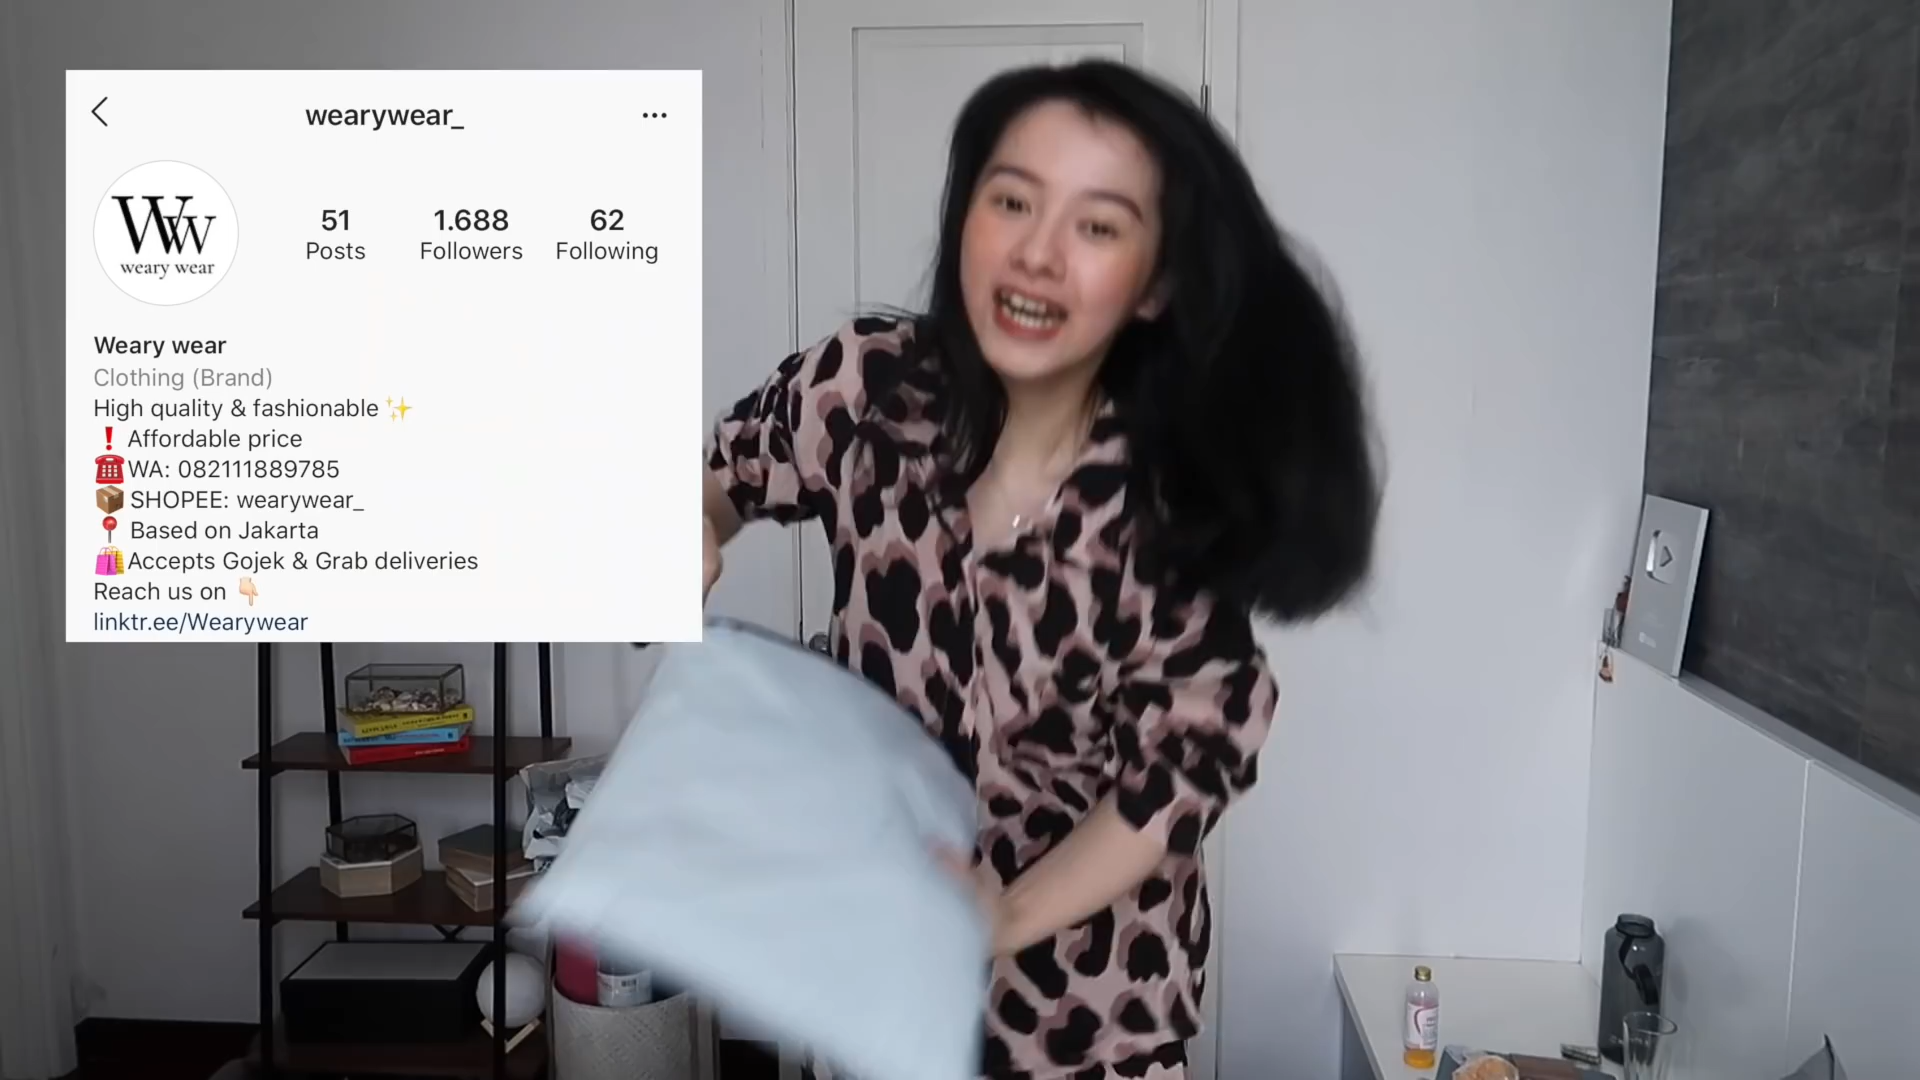 wearywear_
W
weary wear
51
1.688
62
Posts
Followers
Following
Weary wear
Clothing (Brand)
High quality & fashionable ✨
❗ Affordable price
☎️WA: 082111889785
📦 SHOPEE: wearywear_
📍 Based on Jakarta
🛍️Accepts Gojek & Grab deliveries
Reach us on 👇🏻
linktr.ee/Wearywear